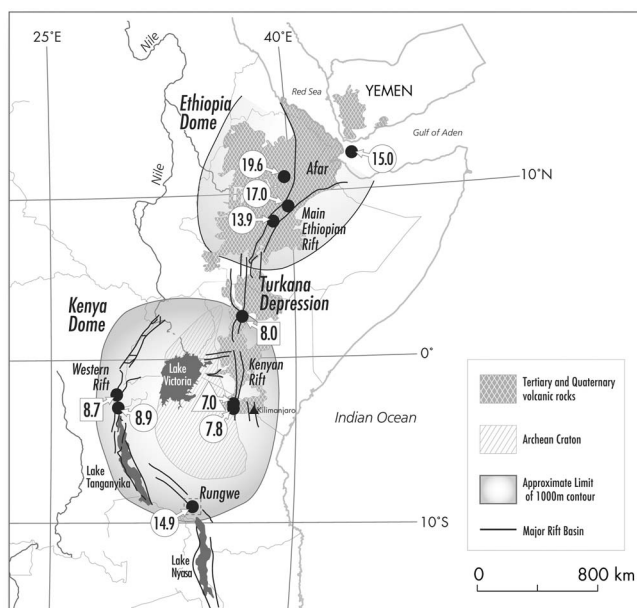 25°E
40°E
Nile
Red Sea
YEMEN
Ethiopia
Dome
Gulf of Aden
19.6
Afar
15.0
10°N
Nile
17.0
13.9
Main
Ethiopian
Rift
Turkana
Depression
Kenya
Dome
8.0
0°
Western
Rift
Lake
Victoria
Kenyan
Rift
8.7
8.9
7.0
7.8
Kilimanjaro
Indian Ocean
Lake
Tanganyika
Rungwe
14.9
10°S
Lake
Nyasa
Tertiary and Quaternary
volcanic rocks
Archean Craton
Approximate Limit
of 1000m contour
Major Rift Basin
0
800 km